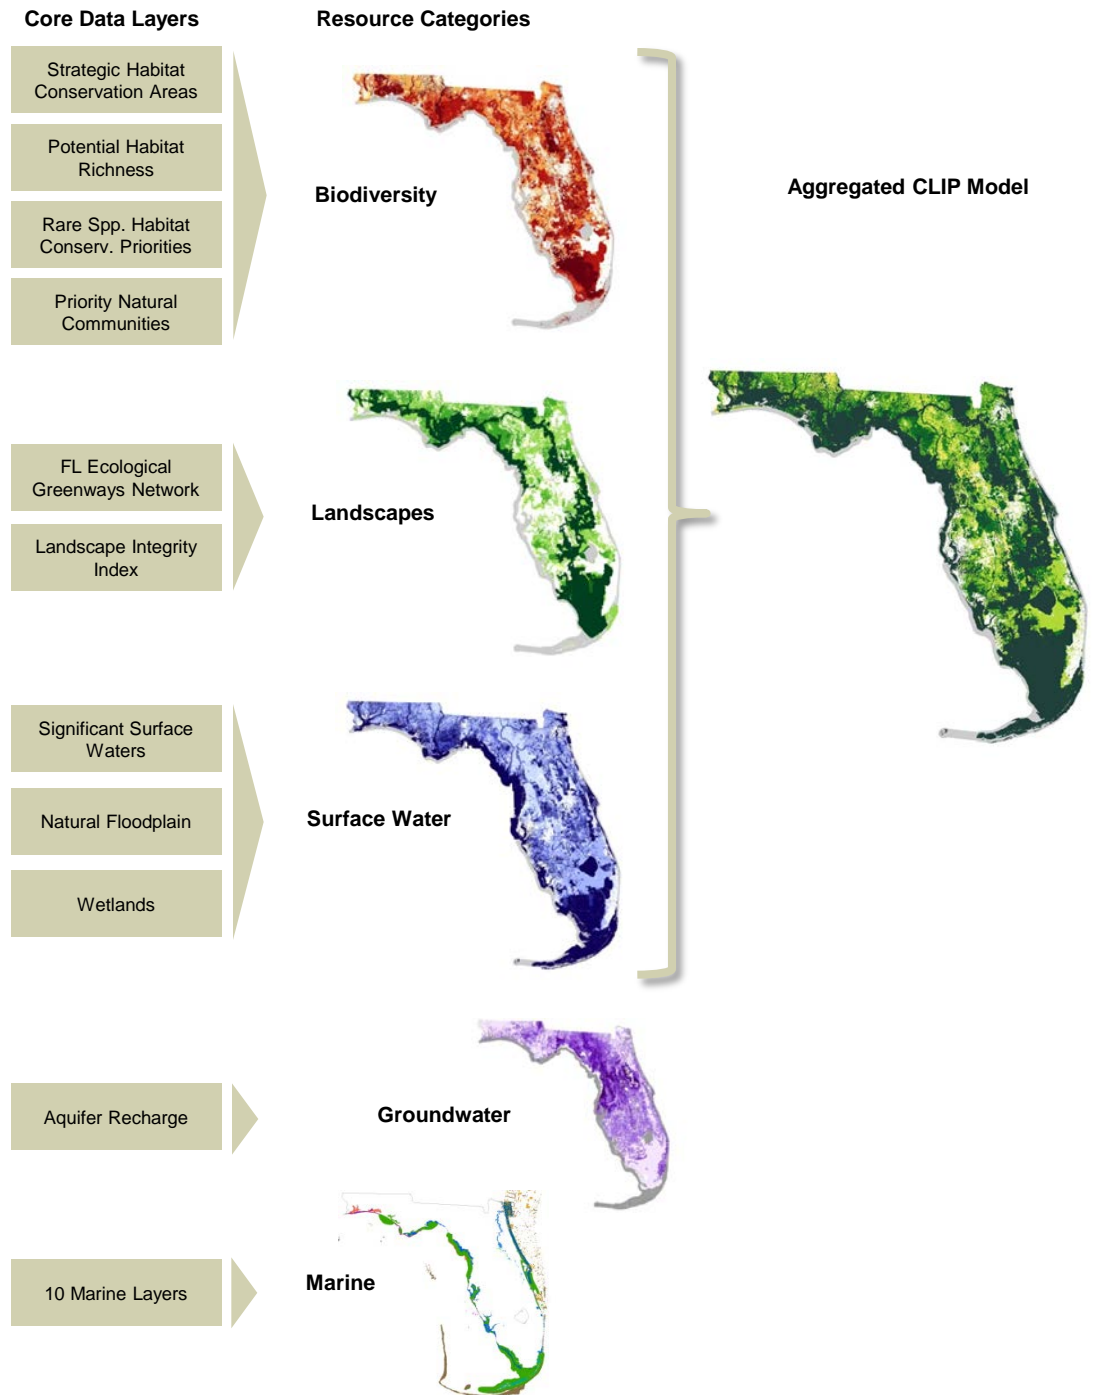 Core Data Layers
Resource Categories
Strategic Habitat
Conservation Areas
Potential Habitat
Richness
Rare Spp. Habitat
Conserv. Priorities
Priority Natural
Communities
Biodiversity
Aggregated CLIP Model
FL Ecological
Greenways Network
Landscape Integrity
Index
Landscapes
Significant Surface
Waters
Natural Floodplain
Wetlands
Surface Water
Aquifer Recharge
Groundwater
10 Marine Layers
Marine